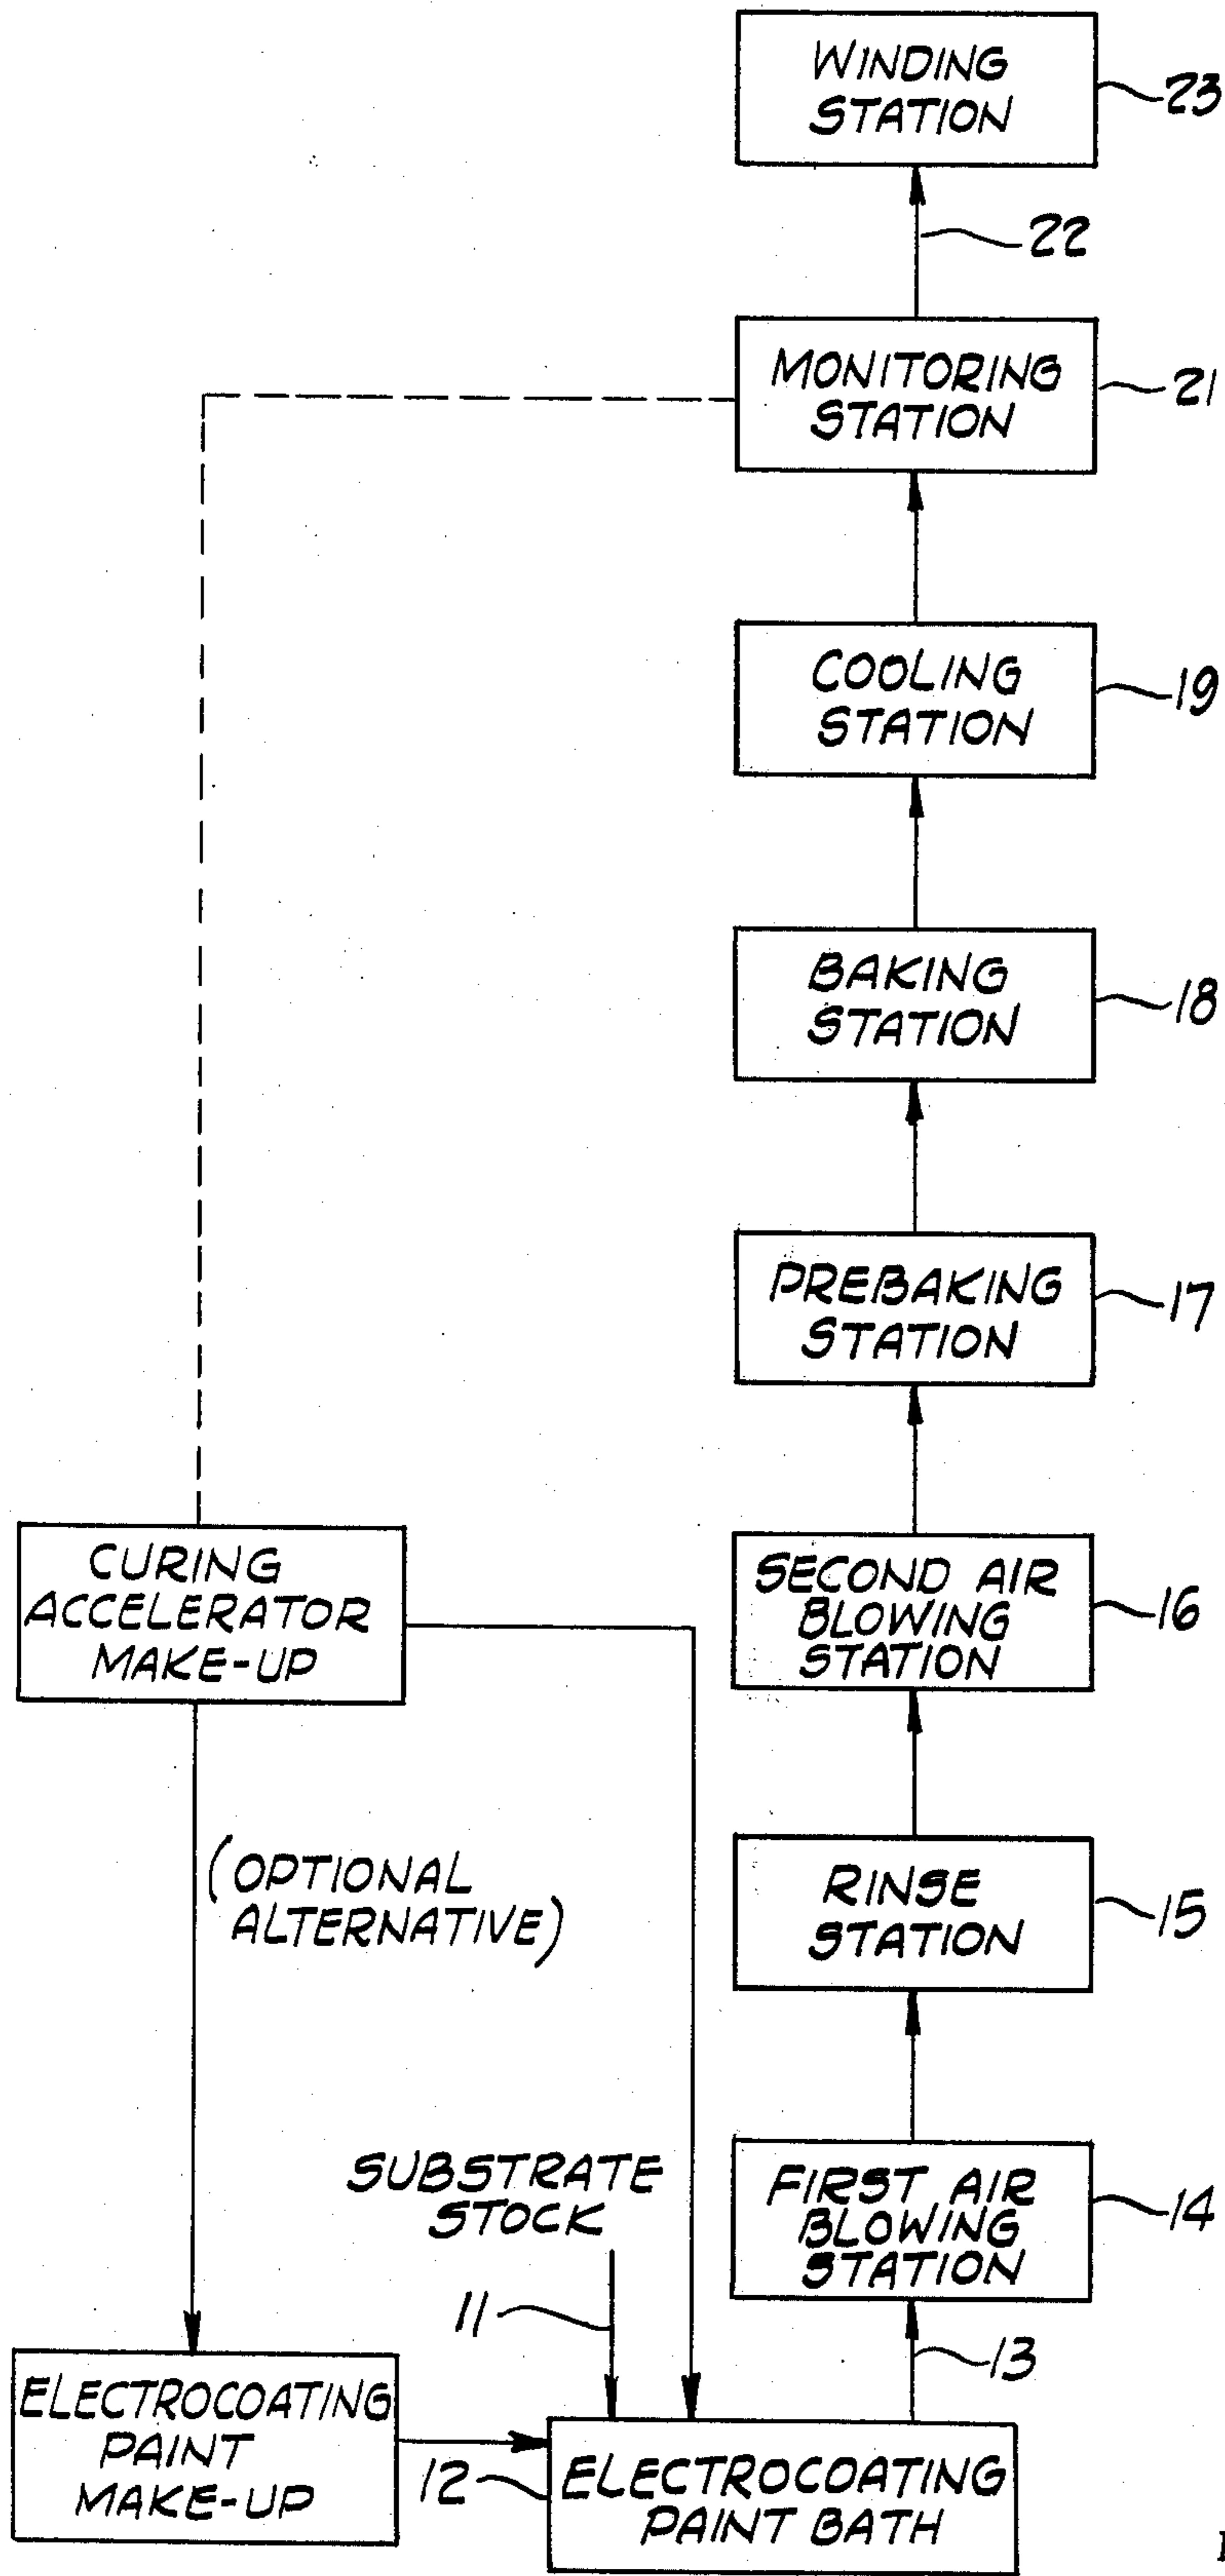 WINDING
STATION
23
22
MONITORING
STATION
21
COOLING
STATION
19
BAKING
STATION
18
PREBAKING
STATION
17
CURING
ACCELERATOR
MAKE-UP
SECOND AIR
BLOWING
STATION
16
(OPTIONAL
ALTERNATIVE)
RINSE
STATION
15
SUBSTRATE
STOCK
11
FIRST AIR
BLOWING
STATION
14
13
ELECTROCOATING
PAINT
MAKE-UP
12
ELECTROCOATING
PAINT BATH